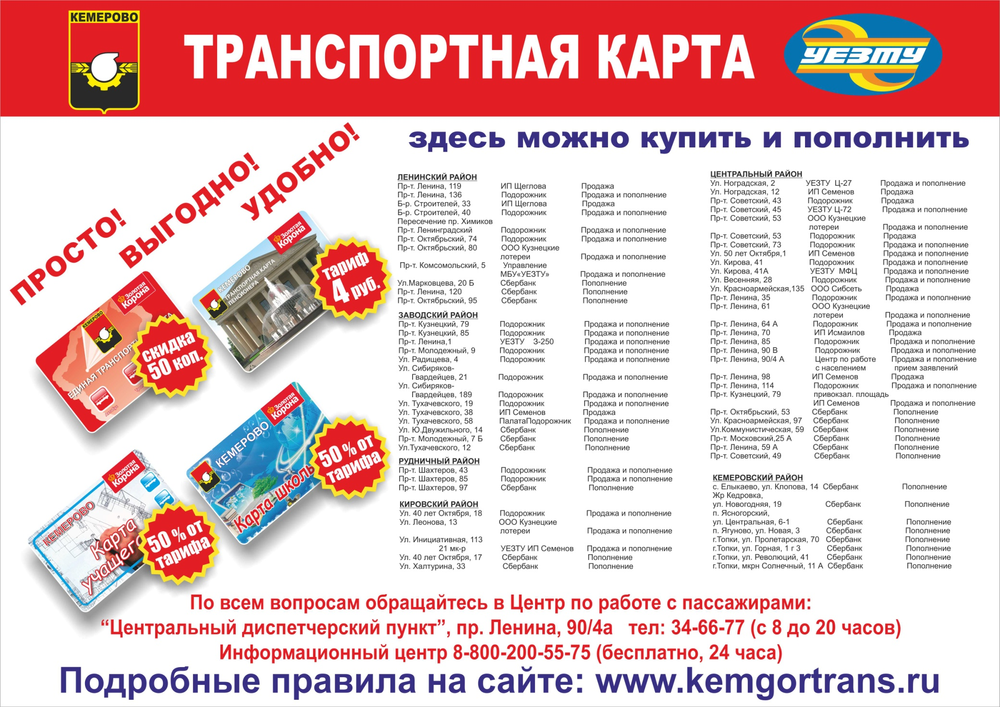 КЕМЕРОВО
ТРАНСПОРТНАЯ КАРТА
УЕЗТУ
здесь можно купить и пополнить
ПРОСТО!
ВЫГОДНО!
УДОБНО!
Золотая Корона
КЕМЕРОВО
ЕДИНАЯ ТРАНСПОРТ
Автобус
скидка
50 коп.
Золотая Корона
КЕМЕРОВО
ТРАНСПОРТНАЯ КАРТА
ПЕНСИОНЕРА
тариф
4 руб.
Золотая Корона
КЕМЕРОВО
Карта
учащего
50 % от
тарифа
Золотая Корона
КЕМЕРОВО
Карта школь
50 % от
тарифа
ЛЕНИНСКИЙ РАЙОН
Пр-т. Ленина, 119 ИП Щеглова Продажа
Пр-т. Ленина, 136 Подорожник Продажа и пополнение
Б-р. Строителей, 33 ИП Щеглова Продажа
Б-р. Строителей, 40 Подорожник Продажа и пополнение
Пересечение пр. Химиков
Пр-т. Ленинградский Подорожник Продажа и пополнение
Пр-т. Октябрьский, 74 Подорожник Продажа и пополнение
Пр-т. Октябрьский, 80 ООО Кузнецкие
лотереи Продажа и пополнение
Пр-т. Комсомольский, 5 Управление
МБУ«УЕЗТУ» Продажа и пополнение
Ул.Марковцева, 20 Б Сбербанк Пополнение
Пр-т. Ленина, 120 Сбербанк Пополнение
Пр-т. Октябрьский, 95 Сбербанк Пополнение
ЗАВОДСКИЙ РАЙОН
Пр-т. Кузнецкий, 79 Подорожник Продажа и пополнение
Пр-т. Кузнецкий, 85 Подорожник Продажа и пополнение
Пр-т. Ленина,1 УЕЗТУ З-250 Продажа и пополнение
Пр-т. Молодежный, 9 Подорожник Продажа и пополнение
Ул. Радищева, 4 Подорожник Продажа и пополнение
Ул. Сибиряков-
Гвардейцев, 21 Подорожник Продажа и пополнение
Ул. Сибиряков-
Гвардейцев, 189 Подорожник Продажа и пополнение
Ул. Тухачевского, 19 Подорожник Продажа и пополнение
Ул. Тухачевского, 38 ИП Семенов Продажа
Ул. Тухачевского, 58 ПалатаПодорожник Продажа и пополнение
Ул. Ю.Двужильного, 14 Сбербанк Пополнение
Пр-т. Молодежный, 7 Б Сбербанк Пополнение
Ул.Тухачевского, 12 Сбербанк Пополнение
РУДНИЧНЫЙ РАЙОН
Пр-т. Шахтеров, 43 Подорожник Продажа и пополнение
Пр-т. Шахтеров, 85 Подорожник Продажа и пополнение
Пр-т. Шахтеров, 97 Сбербанк Пополнение
КИРОВСКИЙ РАЙОН
Ул. 40 лет Октября, 18 Подорожник Продажа и пополнение
Ул. Леонова, 13 ООО Кузнецкие
лотереи Продажа и пополнение
Ул. Инициативная, 113
21 мк-р УЕЗТУ ИП Семенов Продажа и пополнение
Ул. 40 лет Октября, 17 Сбербанк Пополнение
Ул. Халтурина, 33 Сбербанк Пополнение
ЦЕНТРАЛЬНЫЙ РАЙОН
Ул. Ноградская, 2 УЕЗТУ Ц-27 Продажа и пополнение
Ул. Ноградская, 12 ИП Семенов Продажа
Пр-т. Советский, 43 Подорожник Продажа
Пр-т. Советский, 45 УЕЗТУ Ц-72 Продажа и пополнение
Пр-т. Советский, 53 ООО Кузнецкие
лотереи Продажа и пополнение
Пр-т. Советский, 53 Подорожник Продажа
Пр-т. Советский, 73 Подорожник Продажа и пополнение
Ул. 50 лет Октября,1 ИП Семенов Продажа и пополнение
Ул. Кирова, 41 Подорожник Продажа и пополнение
Ул. Кирова, 41А УЕЗТУ МФЦ Продажа и пополнение
Ул. Весенняя, 28 Подорожник Продажа и пополнение
Ул. Красноармейская,135 ООО Сибсеть Продажа
Пр-т. Ленина, 35 Подорожник Продажа и пополнение
Пр-т. Ленина, 61 ООО Кузнецкие
лотереи Продажа и пополнение
Пр-т. Ленина, 64 А Подорожник Продажа и пополнение
Пр-т. Ленина, 70 ИП Исмаилов Продажа
Пр-т. Ленина, 85 Подорожник Продажа и пополнение
Пр-т. Ленина, 90 В Подорожник Продажа и пополнение
Пр-т. Ленина, 90/4 А Центр по работе Продажа и пополнение
с населением прием заявлений
Пр-т. Ленина, 98 ИП Семенов Продажа
Пр-т. Ленина, 114 Подорожник Продажа и пополнение
Пр-т. Кузнецкий, 79 привокзал. площадь
ИП Семенов Продажа и пополнение
Пр-т. Октябрьский, 53 Сбербанк Пополнение
Ул. Красноармейская, 97 Сбербанк Пополнение
Ул.Коммунистическая, 59 Сбербанк Пополнение
Пр-т. Московский,25 А Сбербанк Пополнение
Пр-т. Ленина, 59 А Сбербанк Пополнение
Пр-т. Советский, 49 Сбербанк Пополнение
КЕМЕРОВСКИЙ РАЙОН
с. Елыкаево, ул. Клопова, 14 Сбербанк Пополнение
Жр Кедровка,
ул. Новогодняя, 19 Сбербанк Пополнение
п. Ясногорский,
ул. Центральная, 6-1 Сбербанк Пополнение
п. Ягуново, ул. Новая, 3 Сбербанк Пополнение
г.Топки, ул. Пролетарская, 70 Сбербанк Пополнение
г.Топки, ул. Горная, 1 г 3 Сбербанк Пополнение
г.Топки, ул. Революций, 41 Сбербанк Пополнение
г.Топки, мкрн Солнечный, 11 А Сбербанк Пополнение
По всем вопросам обращайтесь в Центр по работе с пассажирами:
“Центральный диспетчерский пункт”, пр. Ленина, 90/4а тел: 34-66-77 (с 8 до 20 часов)
Информационный центр 8-800-200-55-75 (бесплатно, 24 часа)
Подробные правила на сайте: www.kemgortrans.ru